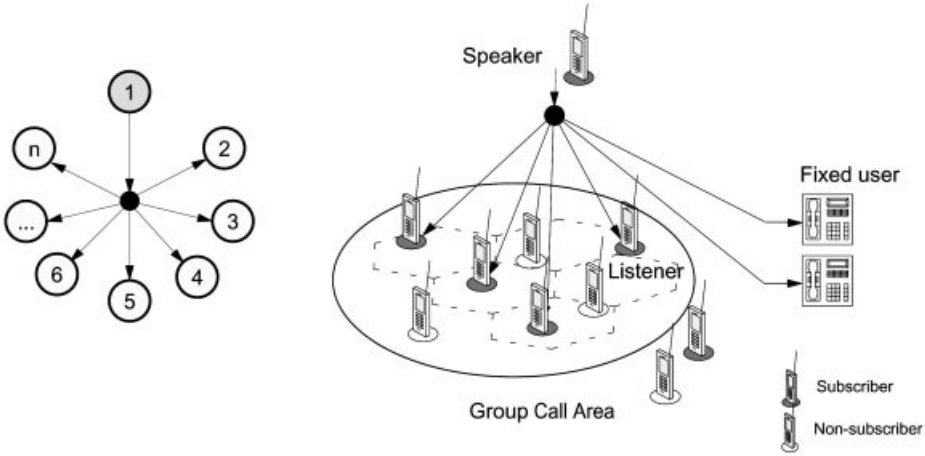 1
n
2
...
3
6
4
5
Speaker
Fixed user
Listener
Group Call Area
Subscriber
Non-subscriber